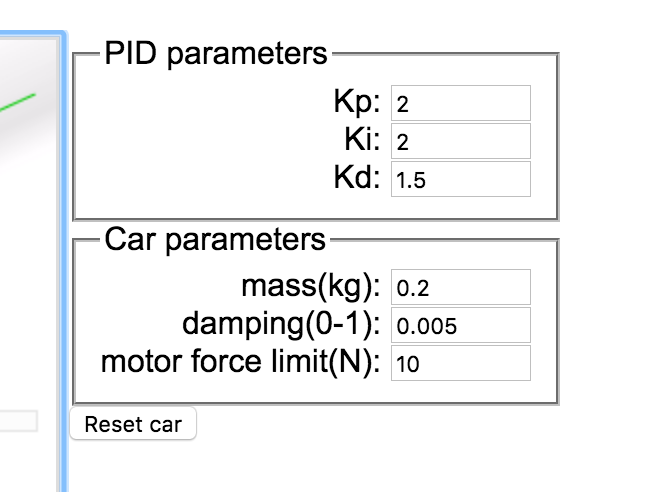 PID parameters
Kp: 2
Ki: 2
Kd: 1.5
Car parameters
mass(kg): 0.2
damping(0-1): 0.005
motor force limit(N): 10
Reset car